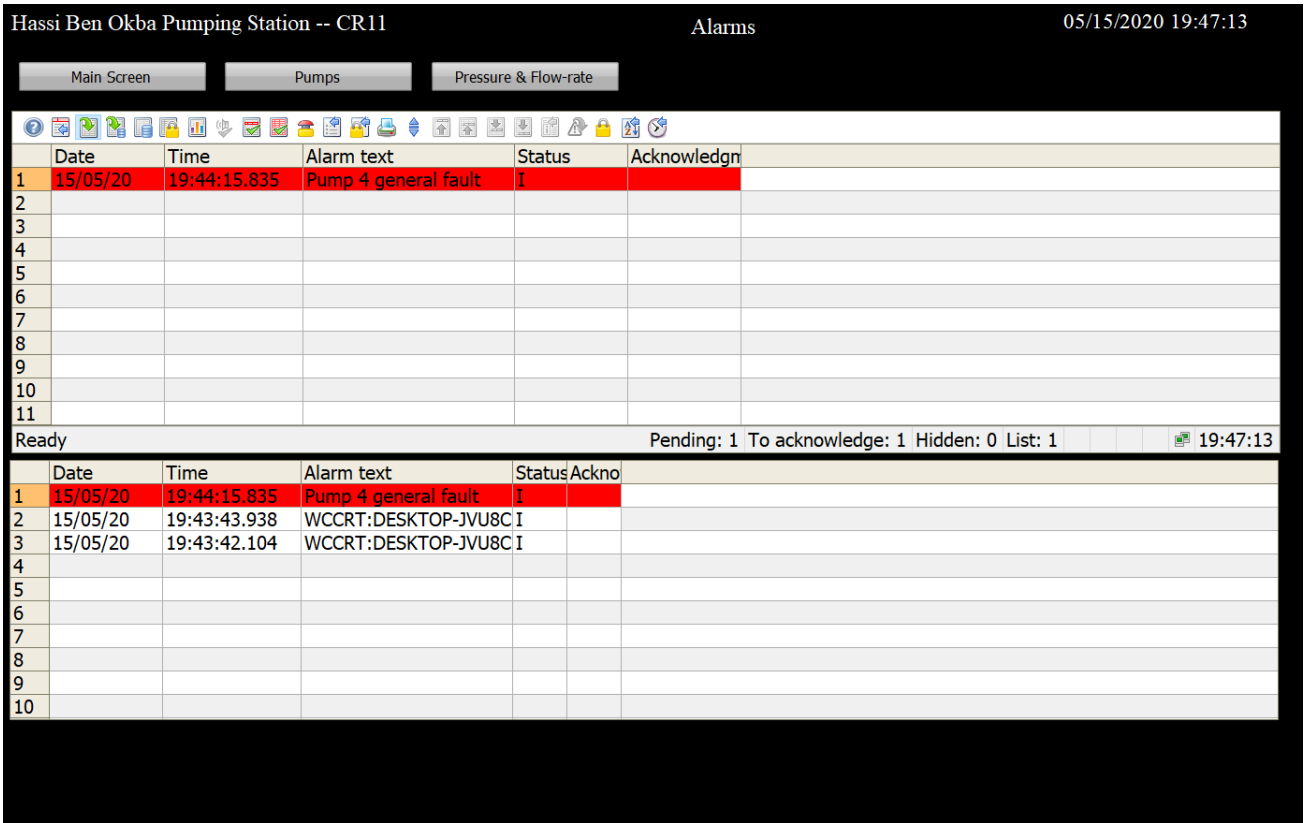 Hassi Ben Okba Pumping Station -- CR11 Alarms 05/15/2020 19:47:13
Main Screen Pumps Pressure & Flow-rate
Date Time Alarm text Status Acknowledgm
1 15/05/20 19:44:15.835 Pump 4 general fault I
2
3
4
5
6
7
8
9
10
11
Ready Pending: 1 To acknowledge: 1 Hidden: 0 List: 1 19:47:13
Date Time Alarm text Status Ackno
1 15/05/20 19:44:15.835 Pump 4 general fault I
2 15/05/20 19:43:43.938 WCCRT:DESKTOP-JVU8C I
3 15/05/20 19:43:42.104 WCCRT:DESKTOP-JVU8C I
4
5
6
7
8
9
10